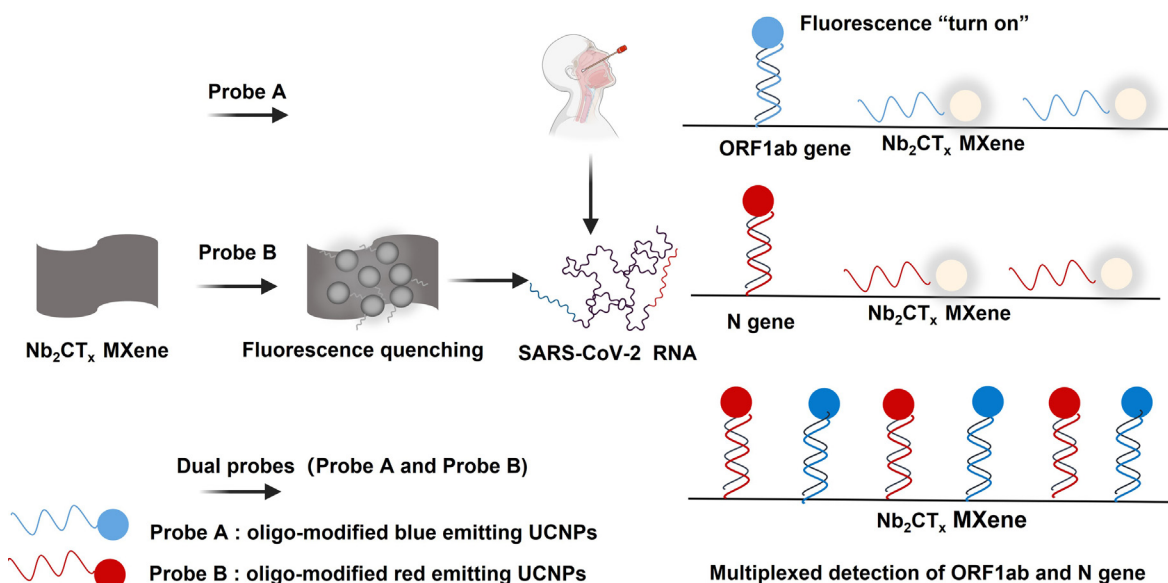 Fluorescence “turn on”
Probe A
ORF1ab gene
Nb₂CTₓ MXene
Probe B
N gene
Nb₂CTₓ MXene
Nb₂CTₓ MXene
Fluorescence quenching
SARS-CoV-2 RNA
Dual probes (Probe A and Probe B)
Nb₂CTₓ MXene
Probe A : oligo-modified blue emitting UCNPs
Probe B : oligo-modified red emitting UCNPs
Multiplexed detection of ORF1ab and N gene